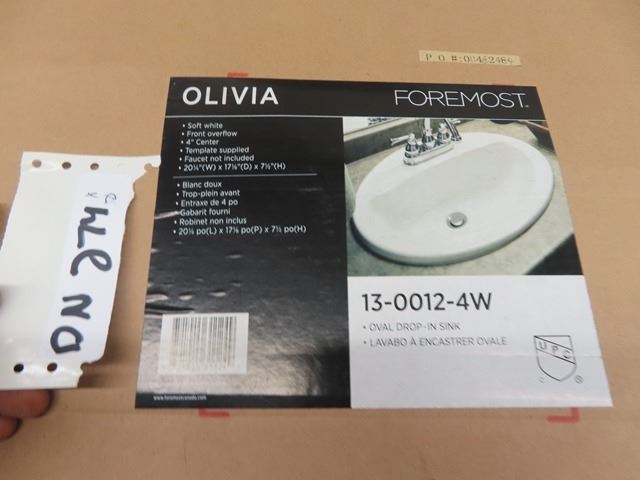 P O #:00482484
OLIVIA
FOREMOST
• Soft white
• Front overflow
• 4" Center
• Template supplied
• Faucet not included
• 20¼"(W) x 17⅛"(D) x 7½"(H)
• Blanc doux
• Trop-plein avant
• Entraxe de 4 po
• Gabarit fourni
• Robinet non inclus
• 20¼ po(L) x 17⅛ po(P) x 7½ po(H)
13-0012-4W
• OVAL DROP-IN SINK
• LAVABO À ENCASTRER OVALE
UPC
C ®
www.foremostcanada.com